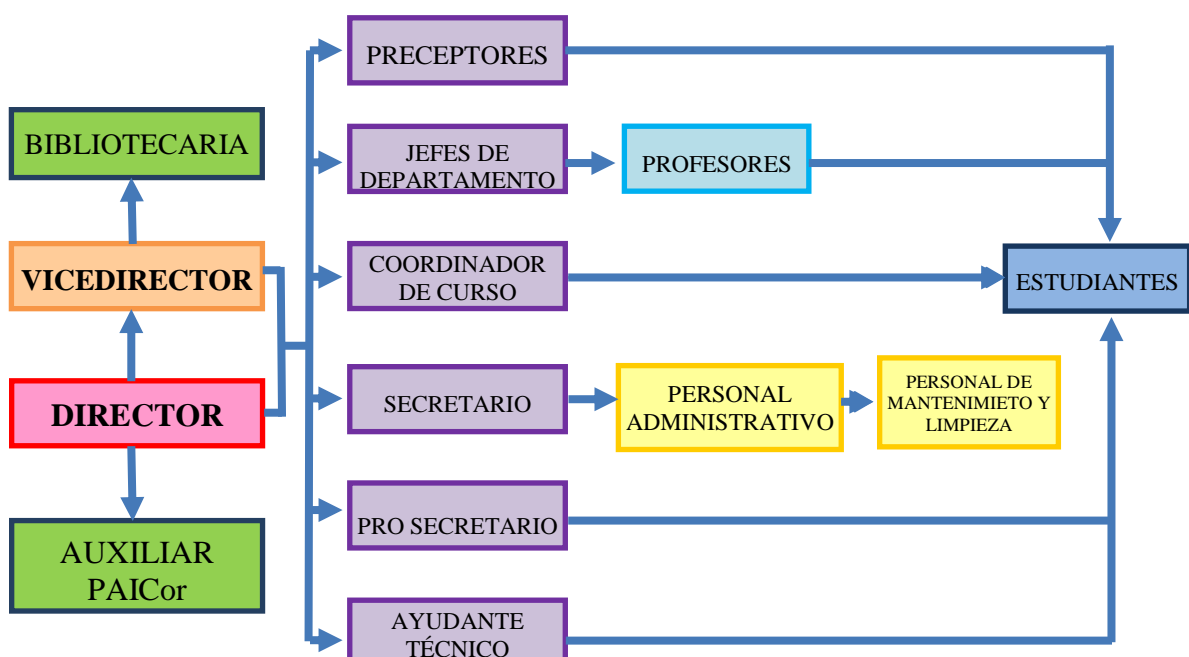 PRECEPTORES
BIBLIOTECARIA
JEFES DE
DEPARTAMENTO
PROFESORES
VICEDIRECTOR
COORDINADOR
DE CURSO
ESTUDIANTES
DIRECTOR
SECRETARIO
PERSONAL
ADMINISTRATIVO
PERSONAL DE
MANTENIMIETO Y
LIMPIEZA
AUXILIAR
PAICor
PRO SECRETARIO
AYUDANTE
TÉCNICO